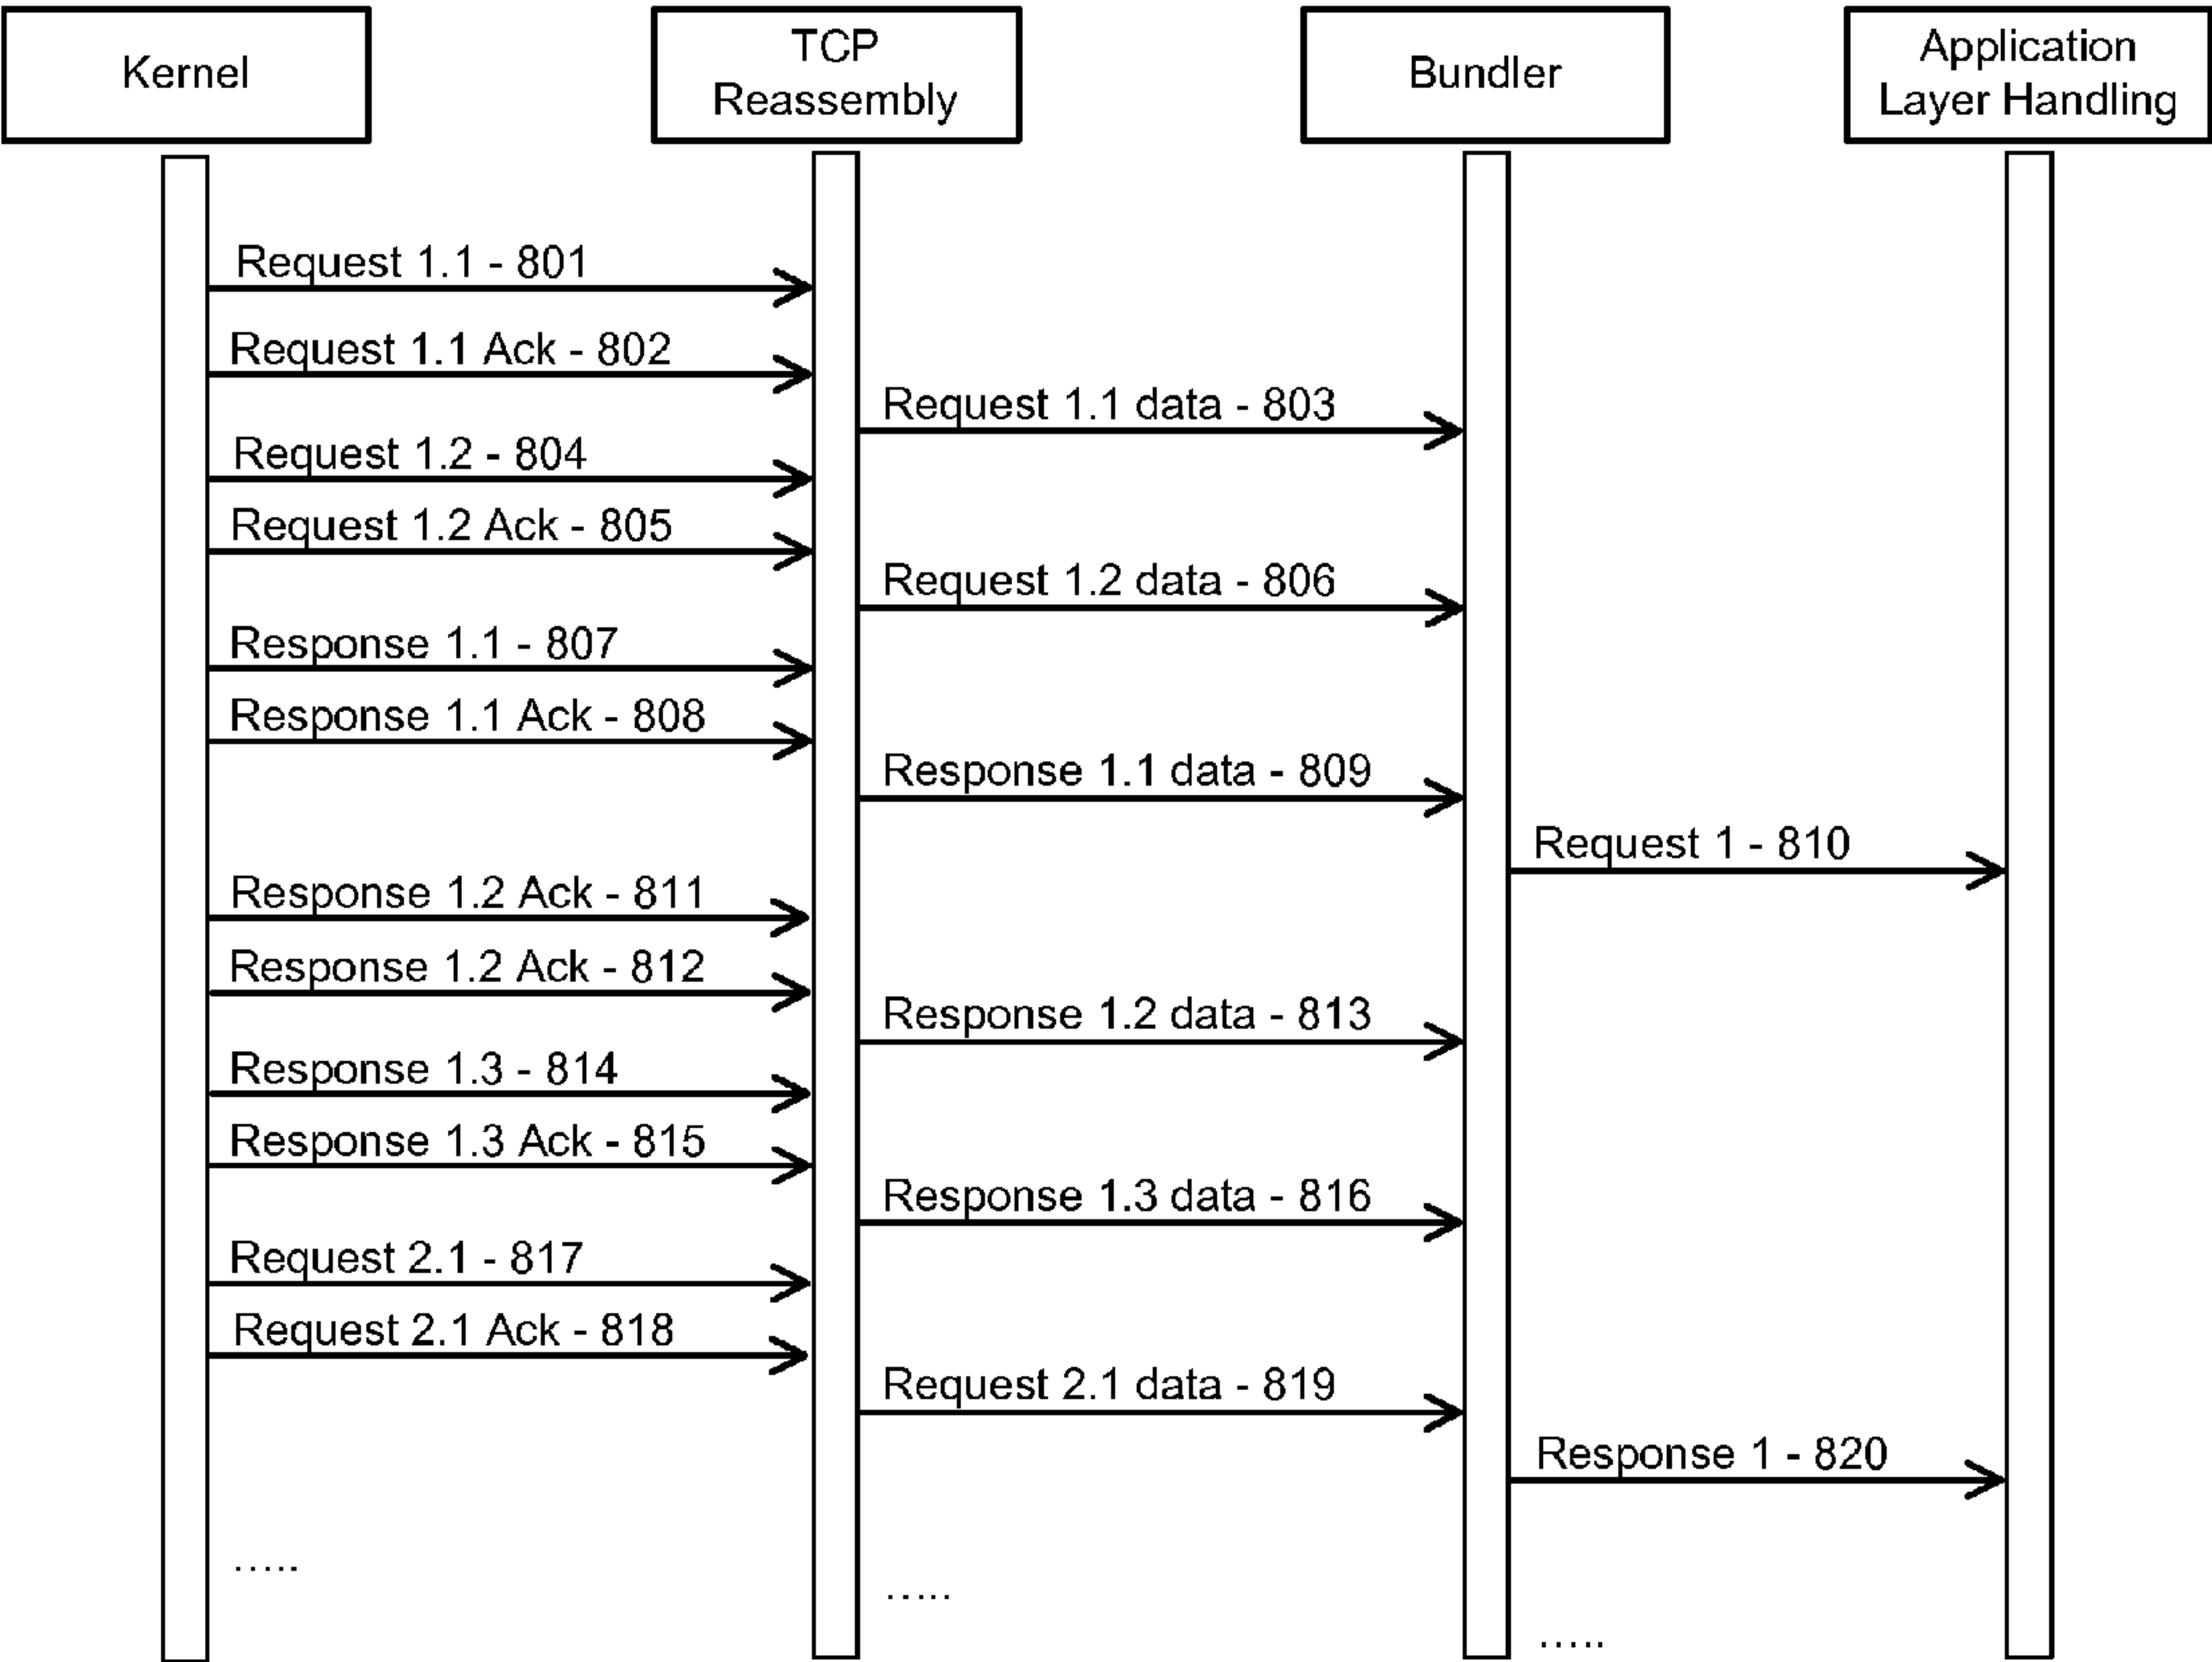 Kernel
TCP
Reassembly
Bundler
Application
Layer Handling
Request 1.1 - 801
Request 1.1 Ack - 802
Request 1.1 data - 803
Request 1.2 - 804
Request 1.2 Ack - 805
Request 1.2 data - 806
Response 1.1 - 807
Response 1.1 Ack - 808
Response 1.1 data - 809
Request 1 - 810
Response 1.2 Ack - 811
Response 1.2 Ack - 812
Response 1.2 data - 813
Response 1.3 - 814
Response 1.3 Ack - 815
Response 1.3 data - 816
Request 2.1 - 817
Request 2.1 Ack - 818
Request 2.1 data - 819
Response 1 - 820
.....
.....
.....